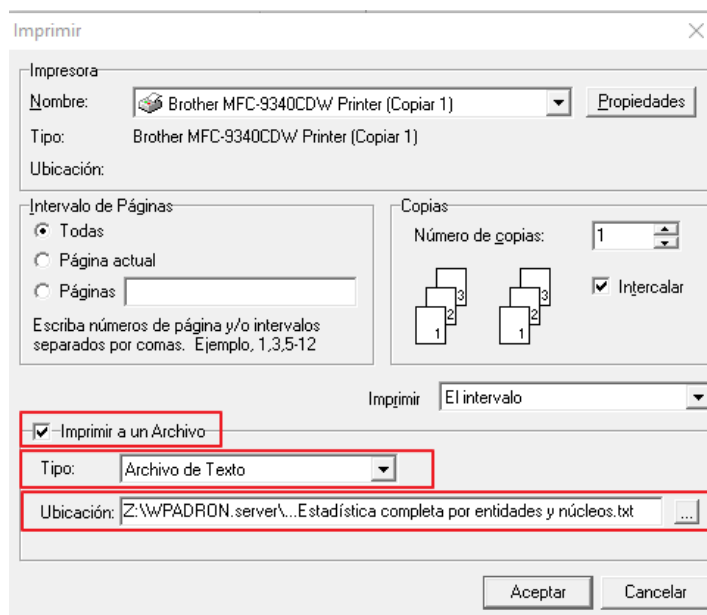 Imprimir
Impresora
Nombre: Brother MFC-9340CDW Printer (Copiar 1) Propiedades
Tipo: Brother MFC-9340CDW Printer (Copiar 1)
Ubicación:
Intervalo de Páginas
Todas
Página actual
Páginas
Escriba números de página y/o intervalos
separados por comas. Ejemplo, 1,3,5-12
Copias
Número de copias: 1
1 2 3 1 2 3
Intercalar
Imprimir El intervalo
Imprimir a un Archivo
Tipo: Archivo de Texto
Ubicación: Z:\WPADRON.server\...Estadística completa por entidades y núcleos.txt ...
Aceptar Cancelar